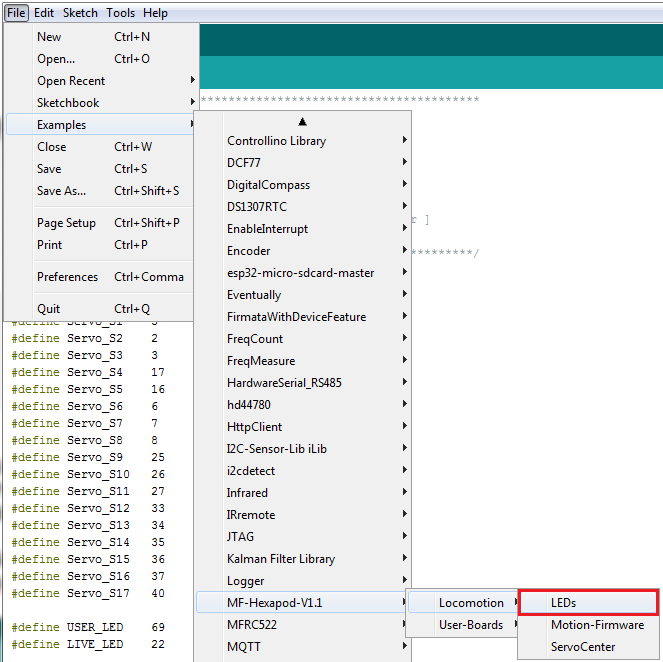 File Edit Sketch Tools Help
New Ctrl+N
Open... Ctrl+O
Open Recent
Sketchbook
Examples
Close Ctrl+W
Save Ctrl+S
Save As... Ctrl+Shift+S
Page Setup Ctrl+Shift+P
Print Ctrl+P
Preferences Ctrl+Comma
Quit Ctrl+Q
Controllino Library
DCF77
DigitalCompass
DS1307RTC
EnableInterrupt
Encoder
esp32-micro-sdcard-master
Eventually
FirmataWithDeviceFeature
FreqCount
FreqMeasure
HardwareSerial_RS485
hd44780
HttpClient
I2C-Sensor-Lib iLib
i2cdetect
Infrared
IRremote
JTAG
Kalman Filter Library
Logger
MF-Hexapod-V1.1
MFRC522
MQTT
Locomotion
User-Boards
LEDs
Motion-Firmware
ServoCenter
****************************************
r ]
*********/
#define Servo_S1
#define Servo_S2 2
#define Servo_S3 3
#define Servo_S4 17
#define Servo_S5 16
#define Servo_S6 6
#define Servo_S7 7
#define Servo_S8 8
#define Servo_S9 25
#define Servo_S10 26
#define Servo_S11 27
#define Servo_S12 33
#define Servo_S13 34
#define Servo_S14 35
#define Servo_S15 36
#define Servo_S16 37
#define Servo_S17 40
#define USER_LED 69
#define LIVE_LED 22